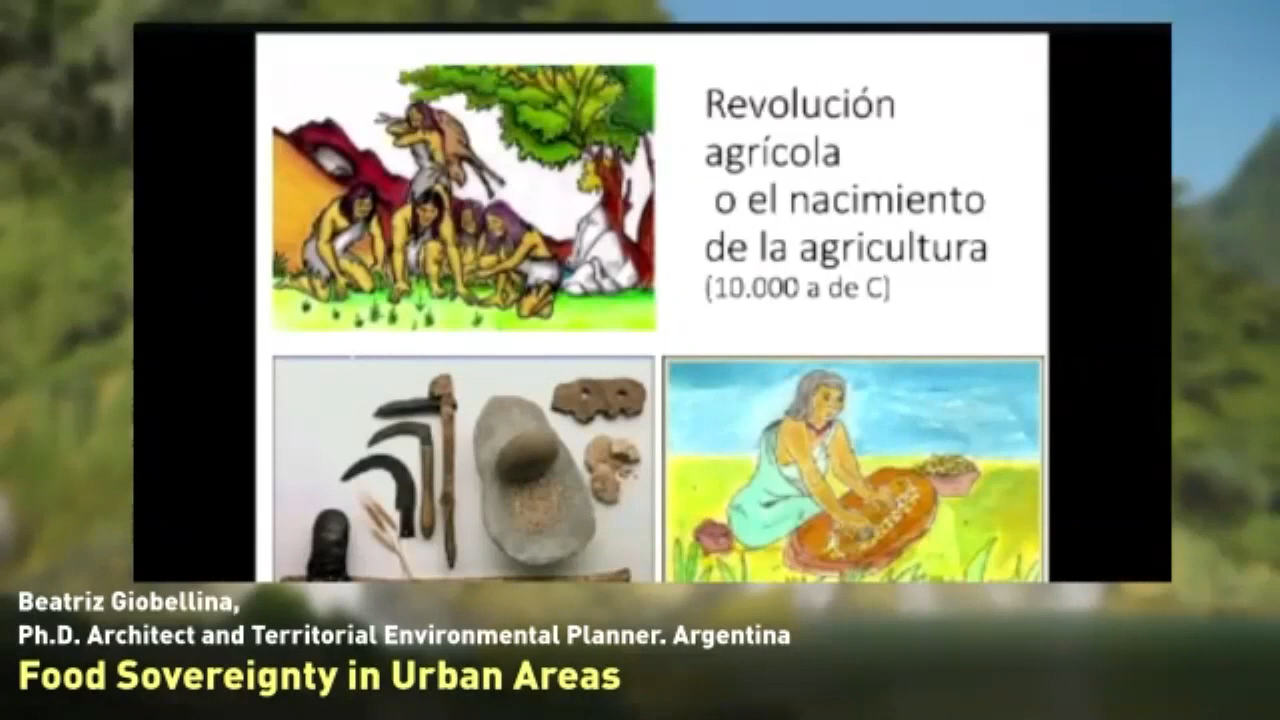 Revolución
agrícola
o el nacimiento
de la agricultura
(10.000 a de C)
Beatriz Giobellina,
Ph.D. Architect and Territorial Environmental Planner. Argentina
Food Sovereignty in Urban Areas